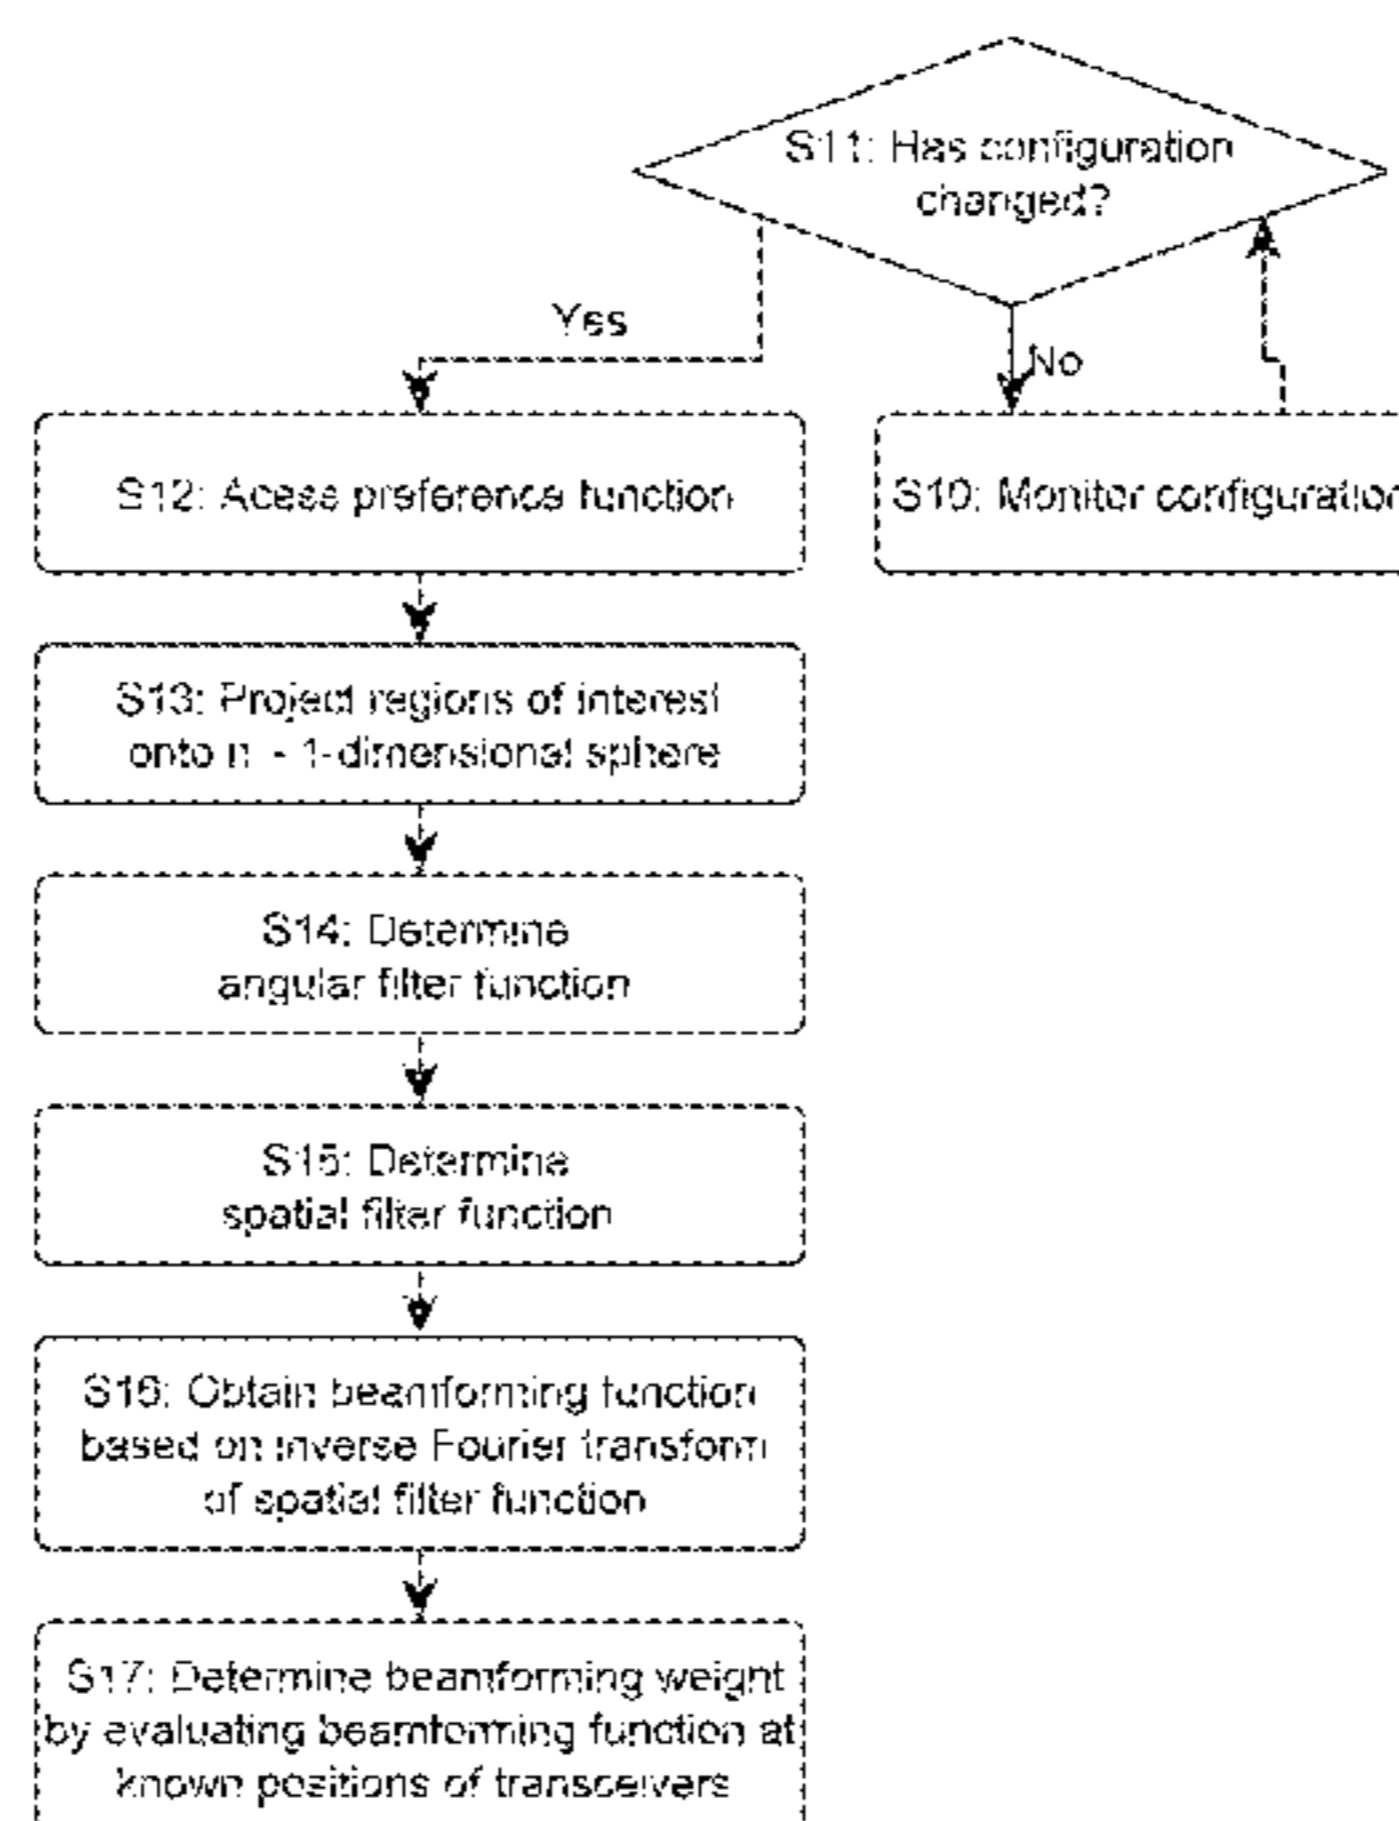 S11: Has configuration
changed?
Yes
No
S12: Acess preference function
S10: Monitor configuration
S13: Project regions of interest
onto n - 1-dimensional sphere
S14: Determine
angular filter function
S15: Determine
spatial filter function
S16: Obtain beamforming function
based on inverse Fourier transform
of spatial filter function
S17: Determine beamforming weight
by evaluating beamforming function at
known positions of transceivers